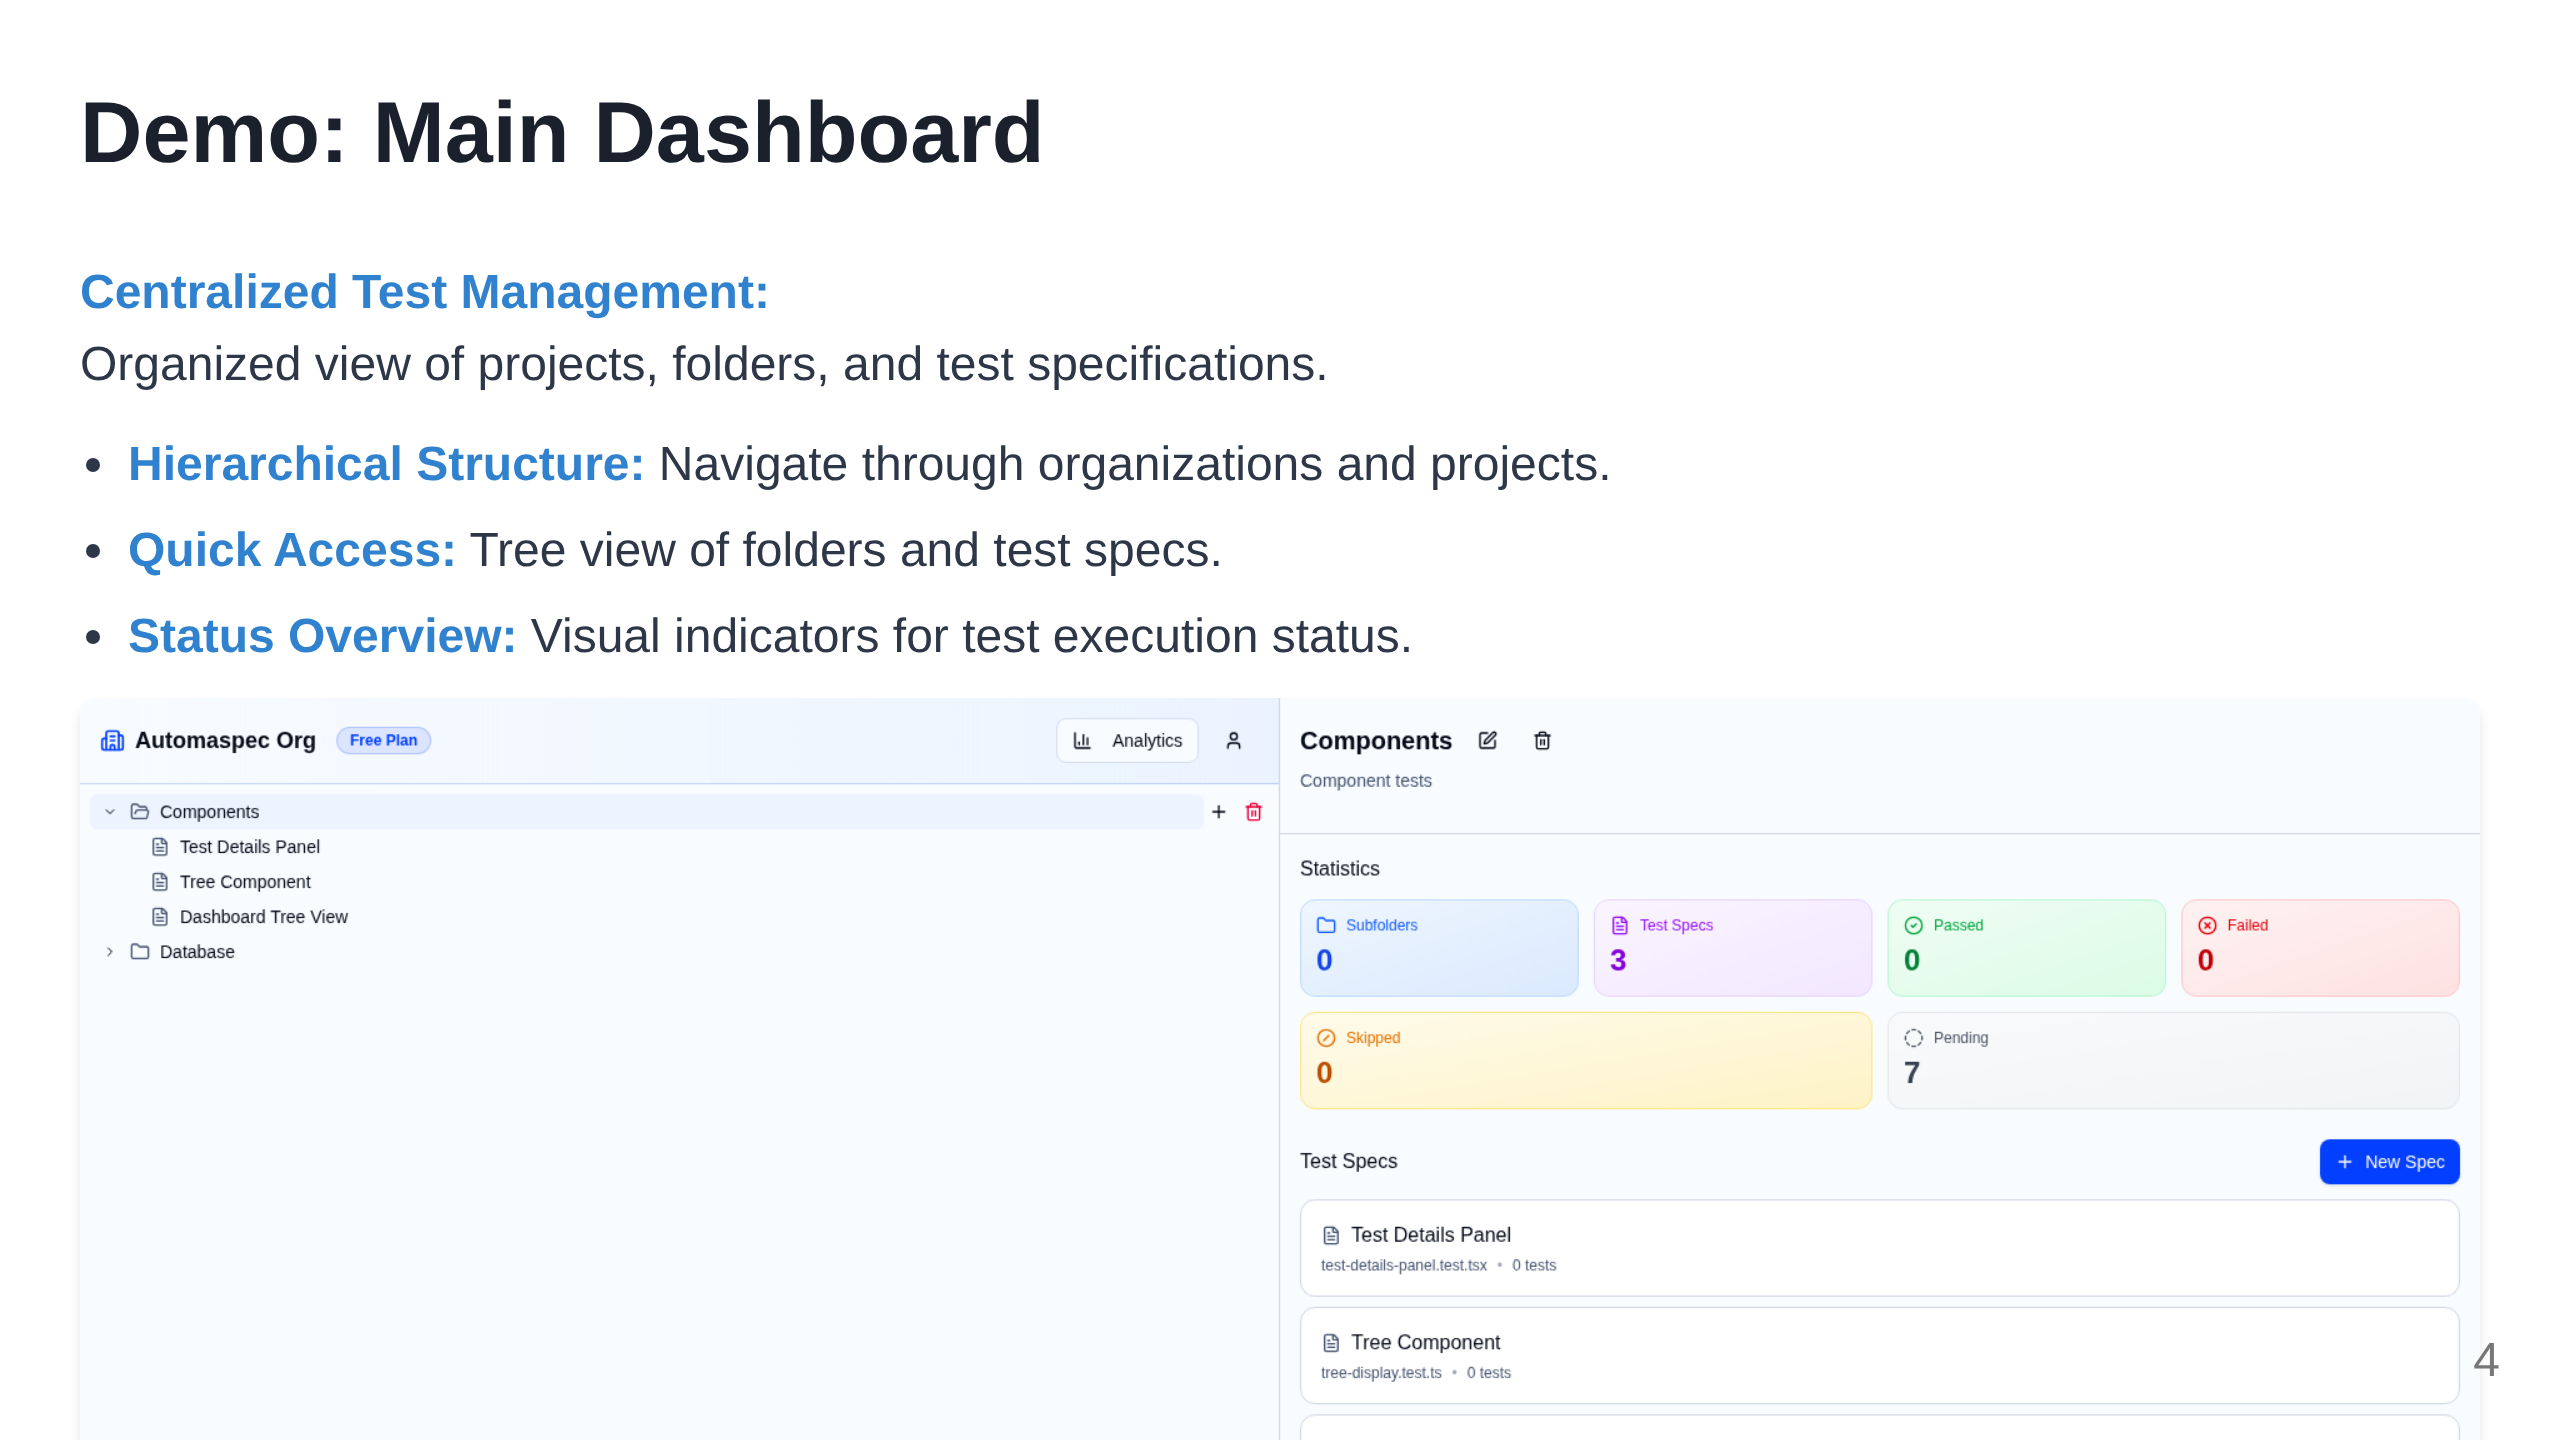 Demo: Main Dashboard
Centralized Test Management:
Organized view of projects, folders, and test specifications.
• Hierarchical Structure: Navigate through organizations and projects.
• Quick Access: Tree view of folders and test specs.
• Status Overview: Visual indicators for test execution status.
Automaspec Org Free Plan Analytics
Components
Test Details Panel
Tree Component
Dashboard Tree View
Database
Components
Component tests
Statistics
Subfolders
0
Test Specs
3
Passed
0
Failed
0
Skipped
0
Pending
7
Test Specs
New Spec
Test Details Panel
test-details-panel.test.tsx • 0 tests
Tree Component
tree-display.test.ts • 0 tests
4